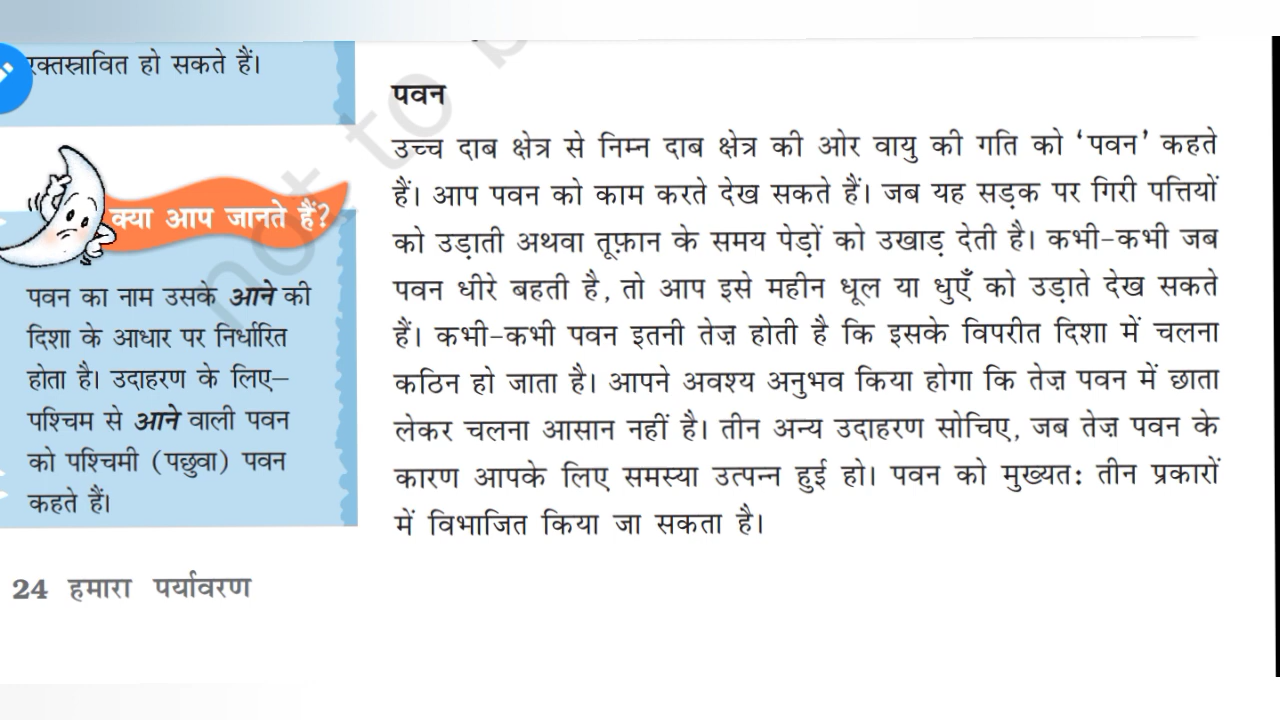 रक्तस्रावित हो सकते हैं।
क्या आप जानते हैं?
पवन का नाम उसके आने की
दिशा के आधार पर निर्धारित
होता है। उदाहरण के लिए–
पश्चिम से आने वाली पवन
को पश्चिमी (पछुवा) पवन
कहते हैं।
पवन
उच्च दाब क्षेत्र से निम्न दाब क्षेत्र की ओर वायु की गति को ‘पवन’ कहते
हैं। आप पवन को काम करते देख सकते हैं। जब यह सड़क पर गिरी पत्तियों
को उड़ाती अथवा तूफ़ान के समय पेड़ों को उखाड़ देती है। कभी-कभी जब
पवन धीरे बहती है, तो आप इसे महीन धूल या धुएँ को उड़ाते देख सकते
हैं। कभी-कभी पवन इतनी तेज़ होती है कि इसके विपरीत दिशा में चलना
कठिन हो जाता है। आपने अवश्य अनुभव किया होगा कि तेज़ पवन में छाता
लेकर चलना आसान नहीं है। तीन अन्य उदाहरण सोचिए, जब तेज़ पवन के
कारण आपके लिए समस्या उत्पन्न हुई हो। पवन को मुख्यत: तीन प्रकारों
में विभाजित किया जा सकता है।
24 हमारा पर्यावरण
not to